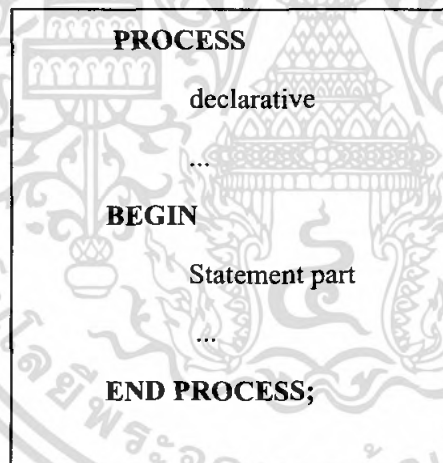 PROCESS
declarative
...
BEGIN
Statement part
...
END PROCESS;